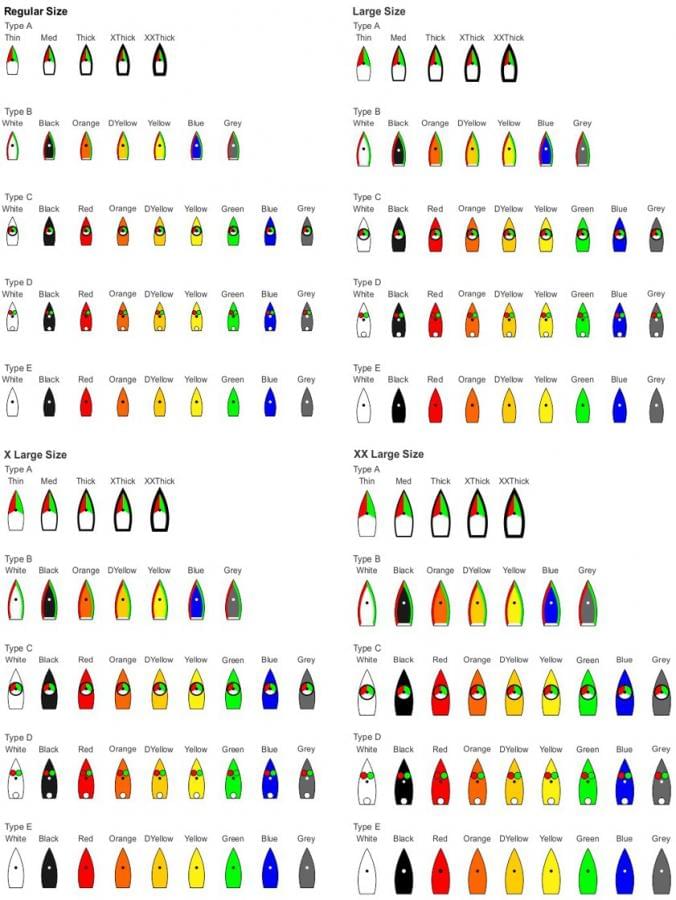 Regular Size
Type A
Thin Med Thick XThick XXThick
Type B
White Black Orange DYellow Yellow Blue Grey
Type C
White Black Red Orange DYellow Yellow Green Blue Grey
Type D
White Black Red Orange DYellow Yellow Green Blue Grey
Type E
White Black Red Orange DYellow Yellow Green Blue Grey
Large Size
Type A
Thin Med Thick XThick XXThick
Type B
White Black Orange DYellow Yellow Blue Grey
Type C
White Black Red Orange DYellow Yellow Green Blue Grey
Type D
White Black Red Orange DYellow Yellow Green Blue Grey
Type E
White Black Red Orange DYellow Yellow Green Blue Grey
X Large Size
Type A
Thin Med Thick XThick XXThick
Type B
White Black Orange DYellow Yellow Blue Grey
Type C
White Black Red Orange DYellow Yellow Green Blue Grey
Type D
White Black Red Orange DYellow Yellow Green Blue Grey
Type E
White Black Red Orange DYellow Yellow Green Blue Grey
XX Large Size
Type A
Thin Med Thick XThick XXThick
Type B
White Black Orange DYellow Yellow Blue Grey
Type C
White Black Red Orange DYellow Yellow Green Blue Grey
Type D
White Black Red Orange DYellow Yellow Green Blue Grey
Type E
White Black Red Orange DYellow Yellow Green Blue Grey